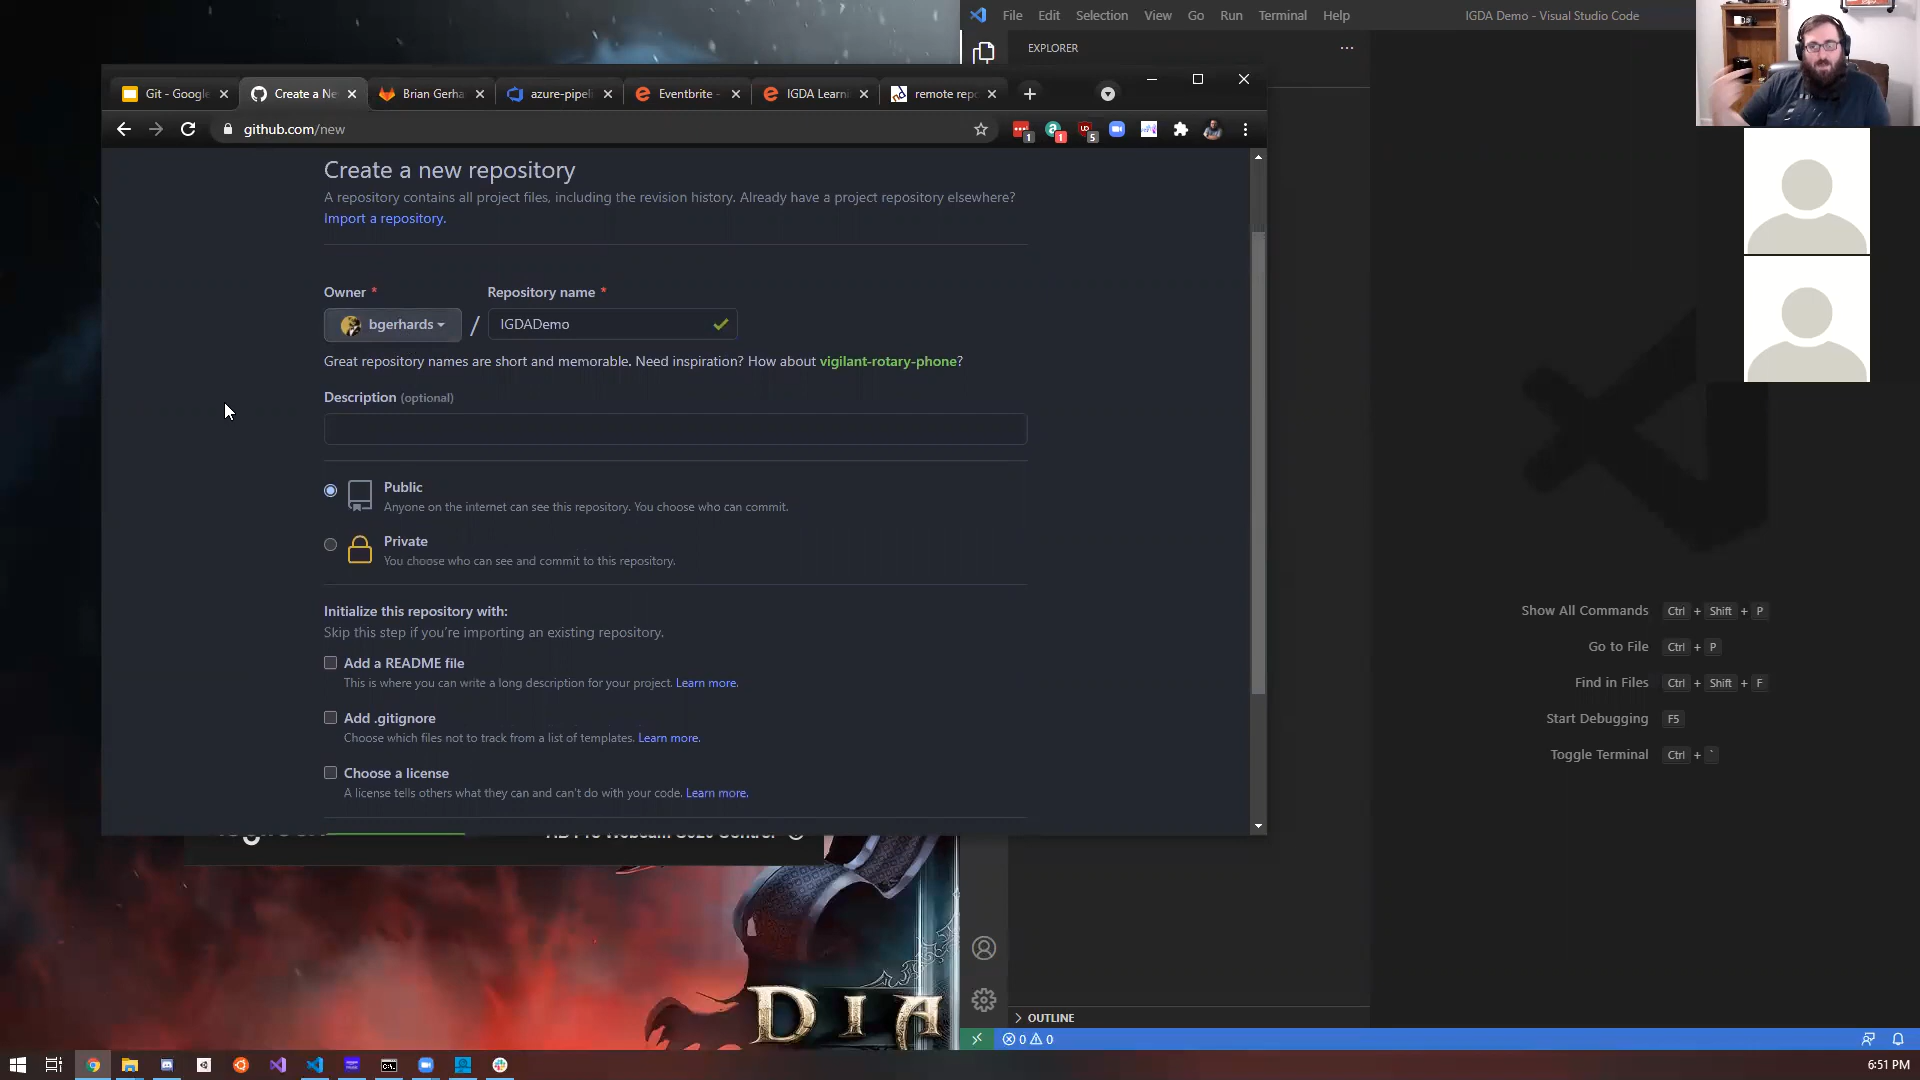 File Edit Selection View Go Run Terminal Help
IGDA Demo - Visual Studio Code
EXPLORER
Git - Google
Create a Ne
Brian Gerha
azure-pipel
Eventbrite -
IGDA Learni
remote repo
github.com/new
1
1
5
Create a new repository
A repository contains all project files, including the revision history. Already have a project repository elsewhere?
Import a repository.
Owner * Repository name *
bgerhards / IGDADemo
Great repository names are short and memorable. Need inspiration? How about vigilant-rotary-phone?
Description (optional)
Public
Anyone on the internet can see this repository. You choose who can commit.
Private
You choose who can see and commit to this repository.
Initialize this repository with:
Skip this step if you're importing an existing repository.
Add a README file
This is where you can write a long description for your project. Learn more.
Add .gitignore
Choose which files not to track from a list of templates. Learn more.
Choose a license
A license tells others what they can and can't do with your code. Learn more.
Show All Commands Ctrl + Shift + P
Go to File Ctrl + P
Find in Files Ctrl + Shift + F
Start Debugging F5
Toggle Terminal Ctrl + `
DIA
OUTLINE
0 0
6:51 PM